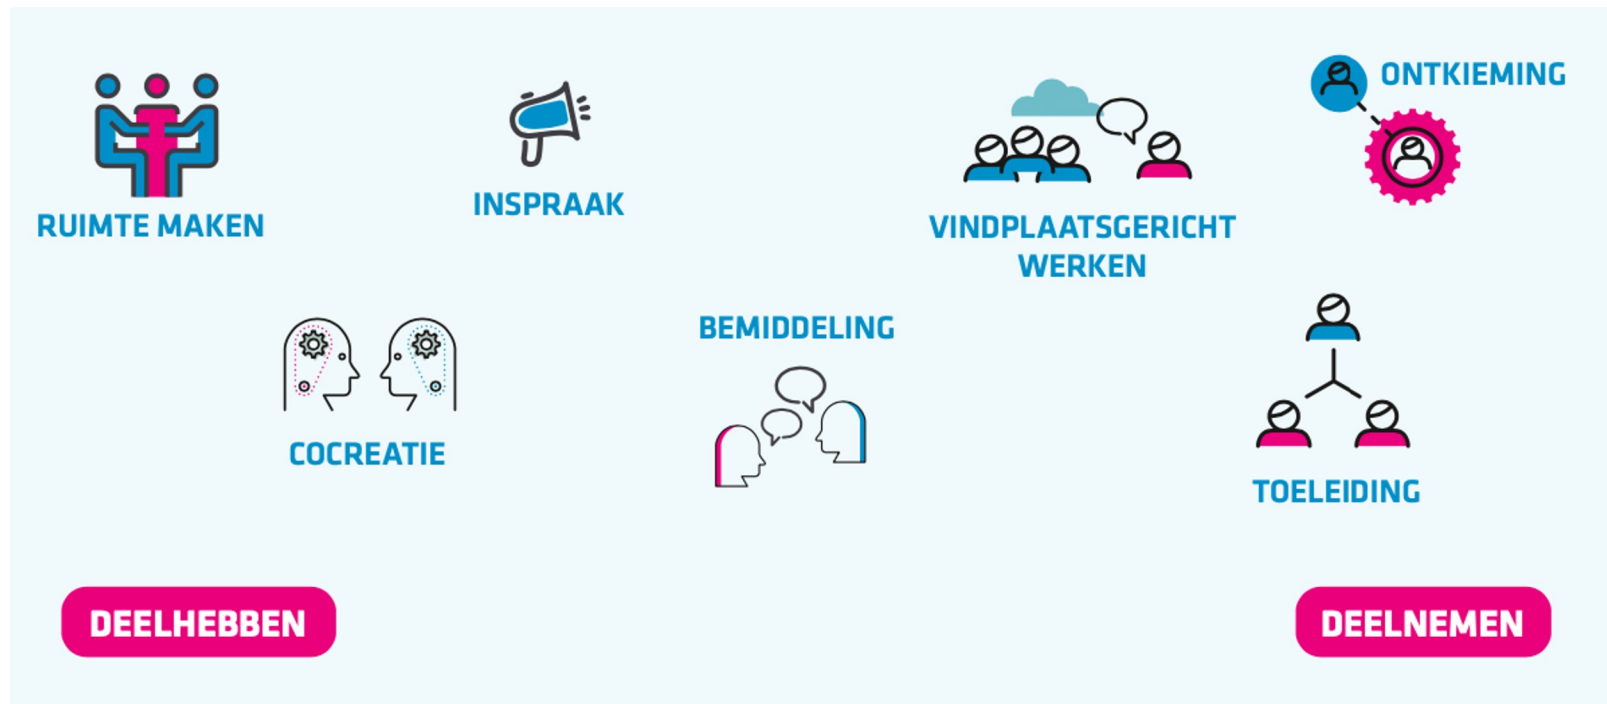 ONTKIEMING
INSPRAAK
RUIMTE MAKEN
VINDPLAATSGERICHT
WERKEN
BEMIDDELING
COCREATIE
TOELEIDING
DEELHEBBEN
DEELNEMEN